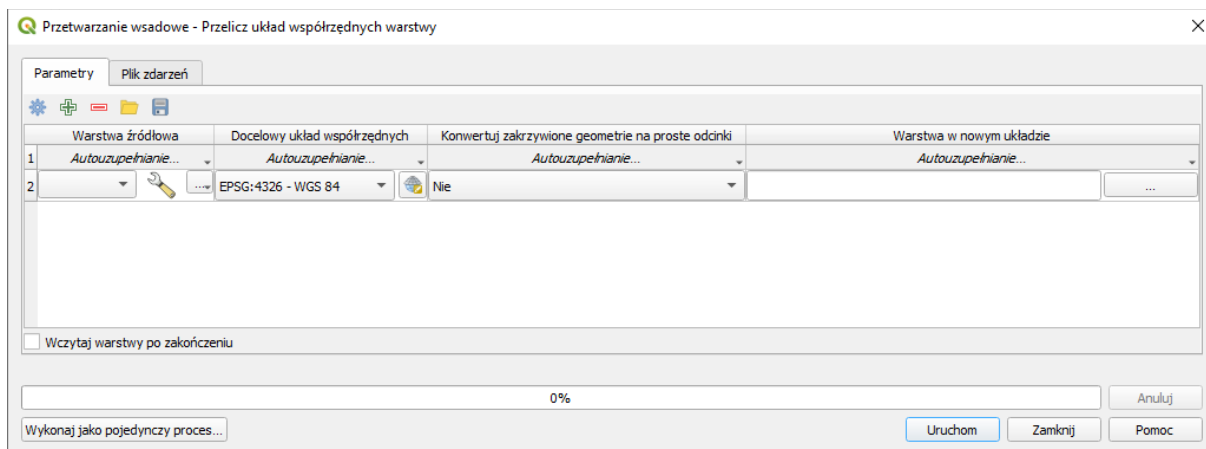 Przetwarzanie wsadowe - Przelicz układ współrzędnych warstwy
Parametry Plik zdarzeń
Warstwa źródłowa Docelowy układ współrzędnych Konwertuj zakrzywione geometrie na proste odcinki Warstwa w nowym układzie
1 Autouzupełnianie... Autouzupełnianie... Autouzupełnianie... Autouzupełnianie...
2 ... EPSG:4326 - WGS 84 Nie ...
Wczytaj warstwy po zakończeniu
0% Anuluj
Wykonaj jako pojedynczy proces... Uruchom Zamknij Pomoc